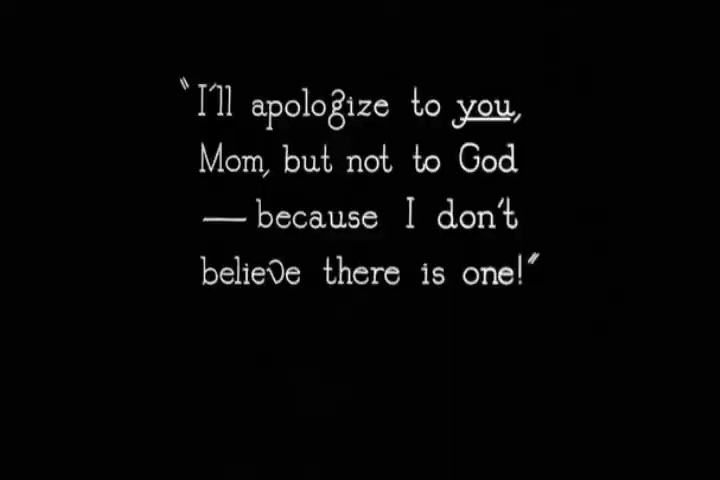 "I'll apologize to you,
Mom, but not to God
— because I don't
believe there is one!"